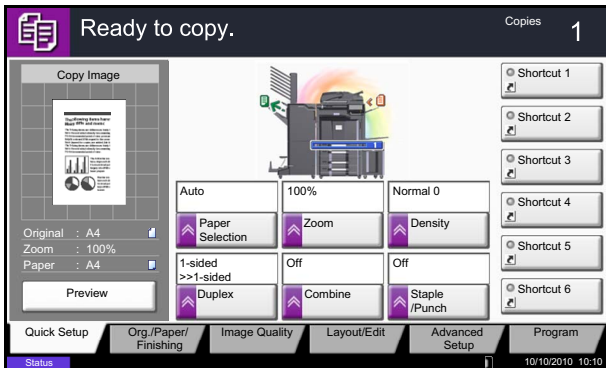 Ready to copy.
Copies 1
Copy Image
Original : A4
Zoom : 100%
Paper : A4
Preview
1
Auto
Paper
Selection
100%
Zoom
Normal 0
Density
1-sided
>>1-sided
Duplex
Off
Combine
Off
Staple
/Punch
Shortcut 1
Shortcut 2
Shortcut 3
Shortcut 4
Shortcut 5
Shortcut 6
Quick Setup
Org./Paper/
Finishing
Image Quality
Layout/Edit
Advanced
Setup
Program
Status
10/10/2010 10:10